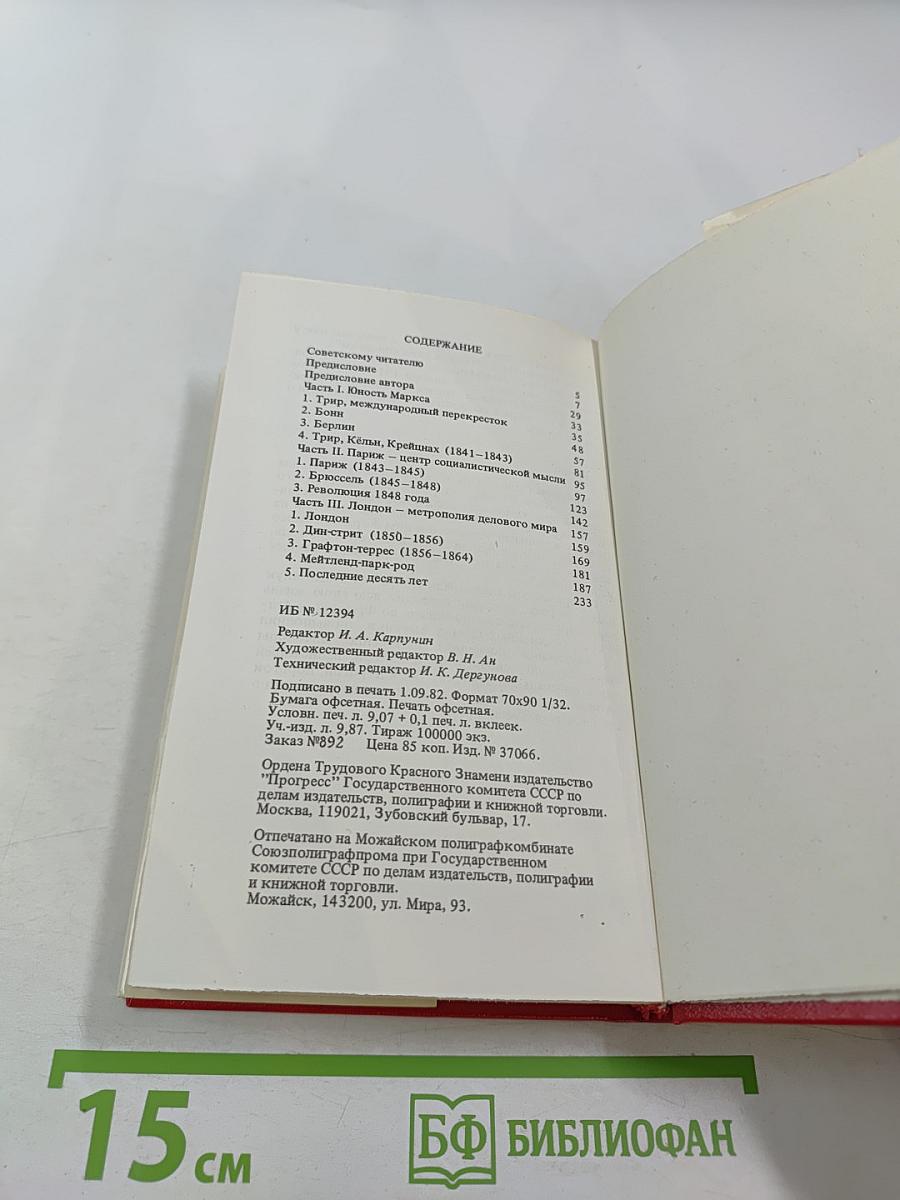 СОДЕРЖАНИЕ
Советскому читателю 5
Предисловие 7
Предисловие автора 29
Часть I. Юность Маркса 33
1. Трир, международный перекресток 35
2. Бонн 48
3. Берлин 57
4. Трир, Кёльн, Крейцнах (1841—1843) 81
Часть II. Париж — центр социалистической мысли 95
1. Париж (1843—1845) 97
2. Брюссель (1845—1848) 123
3. Революция 1848 года 142
Часть III. Лондон — метрополия делового мира 157
1. Лондон 159
2. Дин-стрит (1850—1856) 169
3. Графтон-террес (1856—1864) 181
4. Мейтленд-парк-род 187
5. Последние десять лет 233
ИБ № 12394
Редактор И. А. Карпунин
Художественный редактор В. Н. Ан
Технический редактор И. К. Дергунова
Подписано в печать 1.09.82. Формат 70х90 1/32.
Бумага офсетная. Печать офсетная.
Условн. печ. л. 9,07 + 0,1 печ. л. вклеек.
Уч.-изд. л. 9,87. Тираж 100000 экз.
Заказ №892 Цена 85 коп. Изд. № 37066.
Ордена Трудового Красного Знамени издательство
"Прогресс" Государственного комитета СССР по
делам издательств, полиграфии и книжной торговли.
Москва, 119021, Зубовский бульвар, 17.
Отпечатано на Можайском полиграфкомбинате
Союзполиграфпрома при Государственном
комитете СССР по делам издательств, полиграфии
и книжной торговли.
Можайск, 143200, ул. Мира, 93.
15 см
БФ БИБЛИОФАН